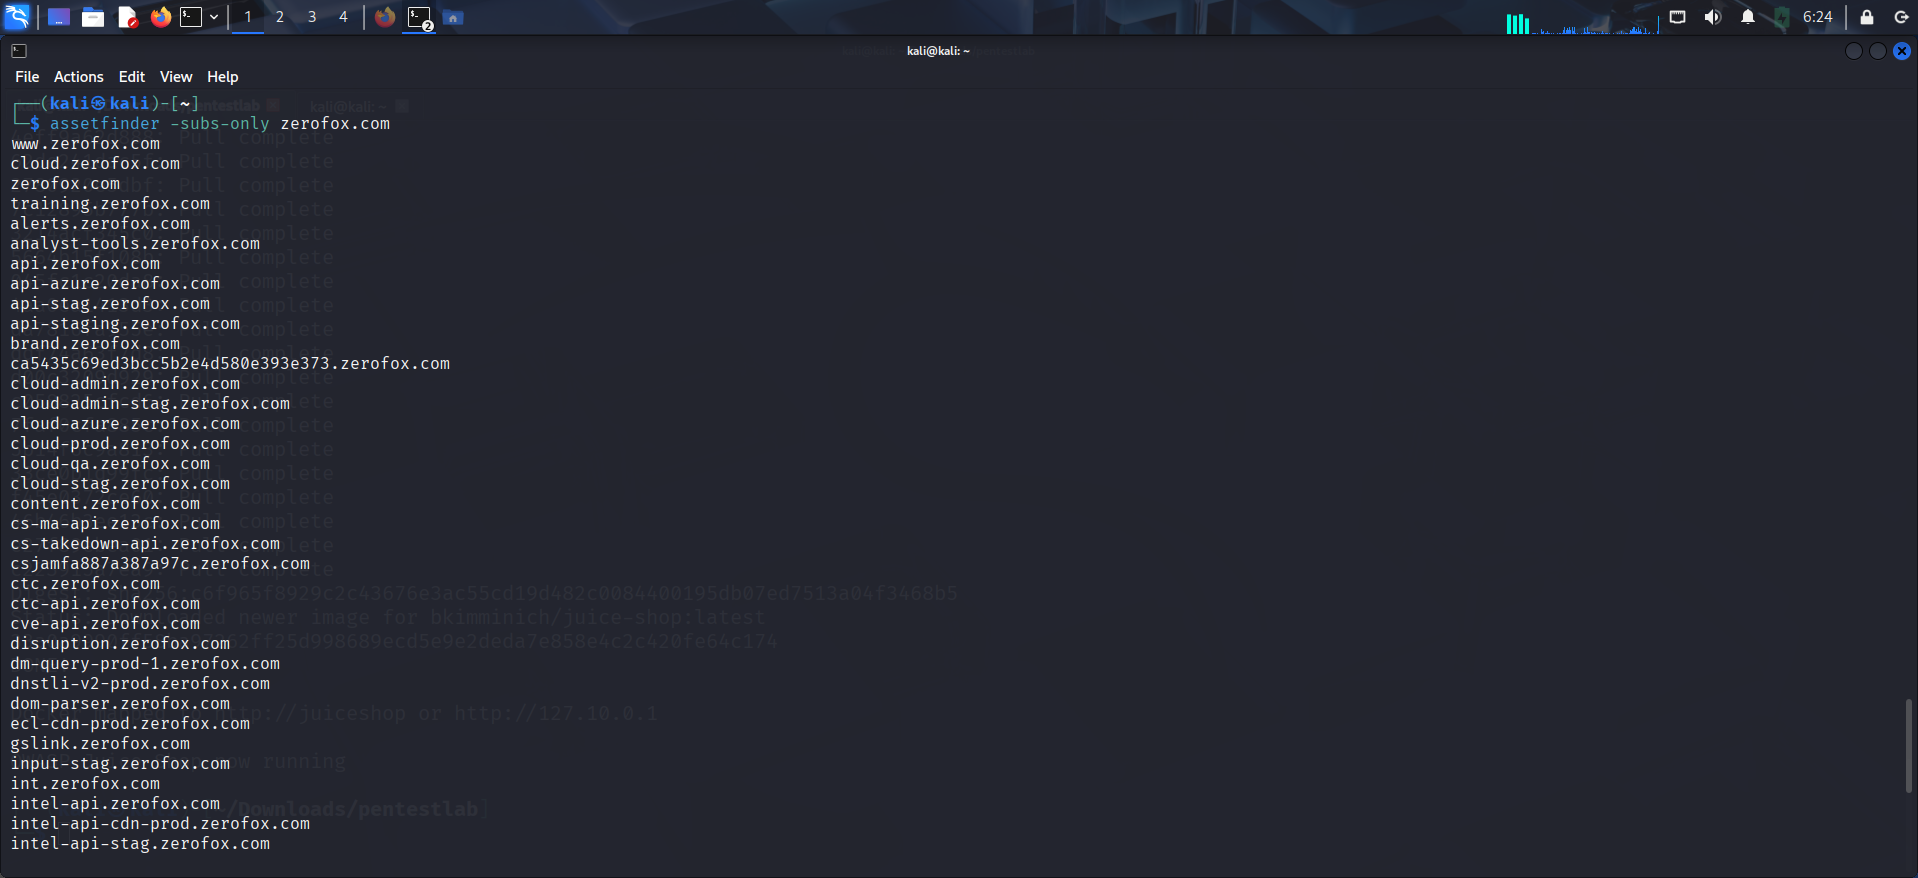 1 2 3 4
2
6:24
kali@kali: ~
File Actions Edit View Help
┌──(kali㉿kali)-[~]
└─$ assetfinder -subs-only zerofox.com
www.zerofox.com
cloud.zerofox.com
zerofox.com
training.zerofox.com
alerts.zerofox.com
analyst-tools.zerofox.com
api.zerofox.com
api-azure.zerofox.com
api-stag.zerofox.com
api-staging.zerofox.com
brand.zerofox.com
ca5435c69ed3bcc5b2e4d580e393e373.zerofox.com
cloud-admin.zerofox.com
cloud-admin-stag.zerofox.com
cloud-azure.zerofox.com
cloud-prod.zerofox.com
cloud-qa.zerofox.com
cloud-stag.zerofox.com
content.zerofox.com
cs-ma-api.zerofox.com
cs-takedown-api.zerofox.com
csjamfa887a387a97c.zerofox.com
ctc.zerofox.com
ctc-api.zerofox.com
cve-api.zerofox.com
disruption.zerofox.com
dm-query-prod-1.zerofox.com
dnstli-v2-prod.zerofox.com
dom-parser.zerofox.com
ecl-cdn-prod.zerofox.com
gslink.zerofox.com
input-stag.zerofox.com
int.zerofox.com
intel-api.zerofox.com
intel-api-cdn-prod.zerofox.com
intel-api-stag.zerofox.com